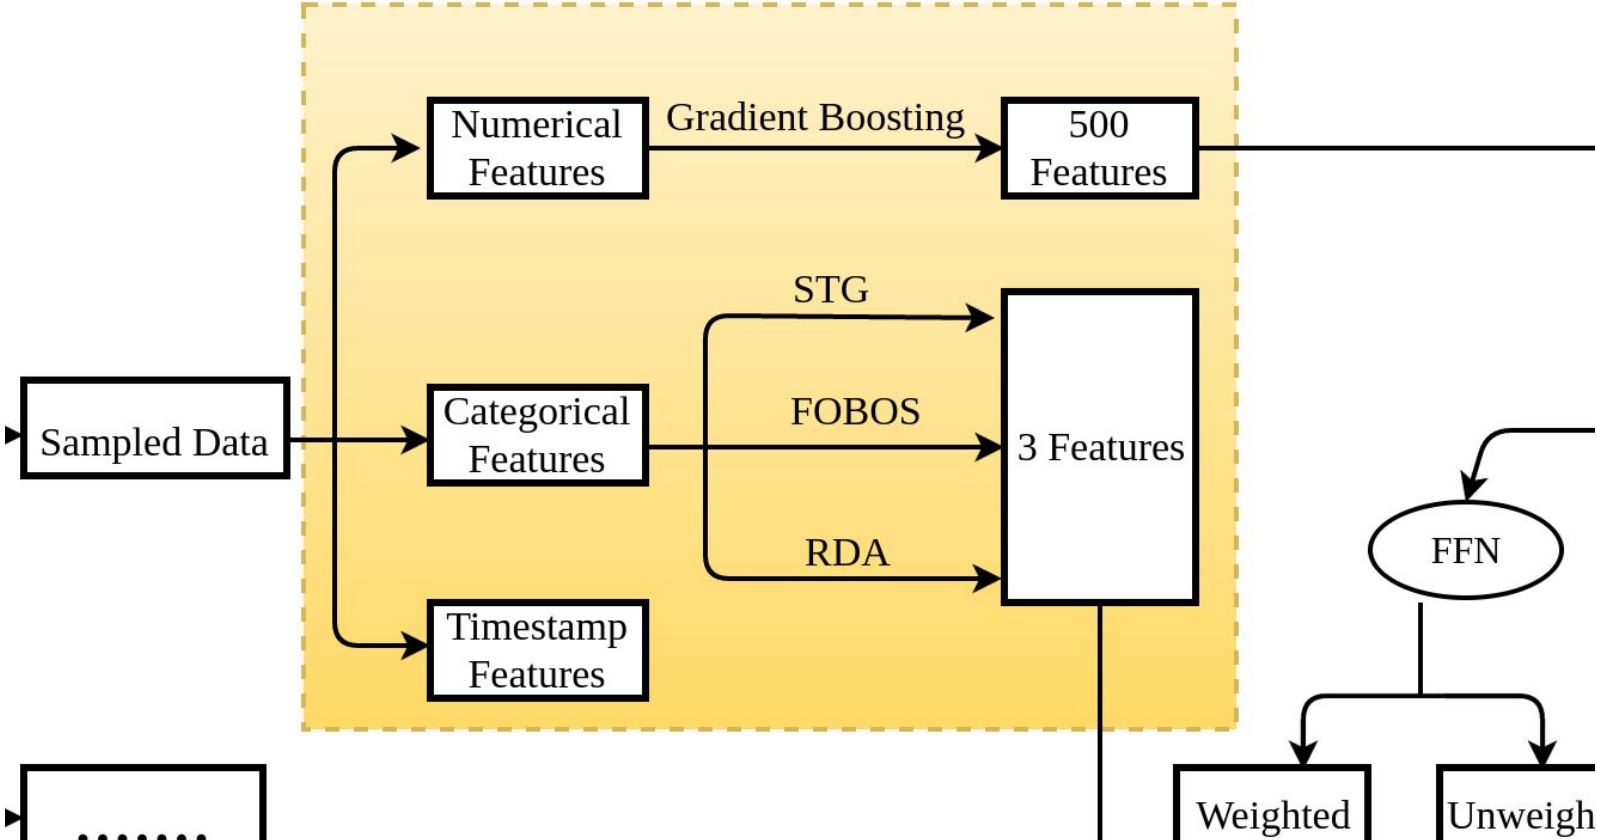 Numerical
Features
Gradient Boosting
500
Features
STG
Sampled Data
Categorical
Features
FOBOS
3 Features
RDA
FFN
Timestamp
Features
Weighted
.......